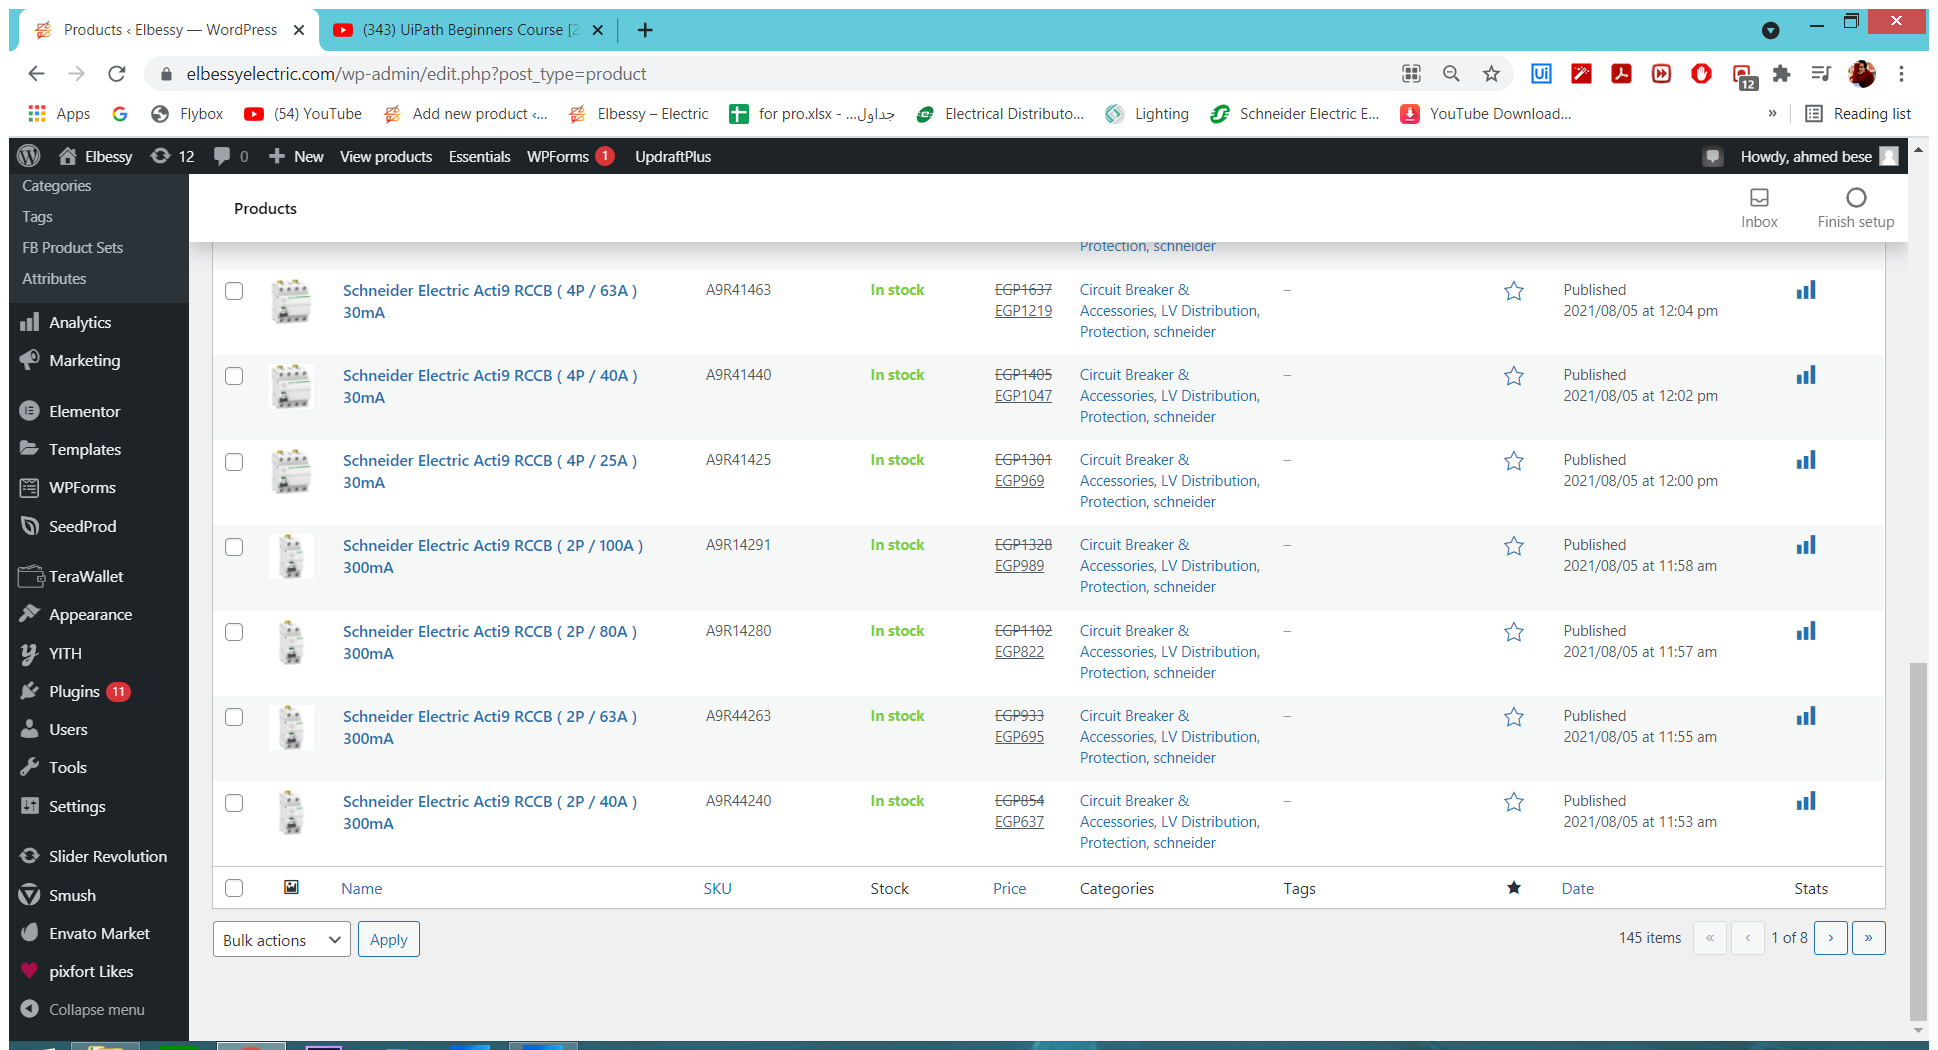 Products ‹ Elbessy — WordPress
(343) UiPath Beginners Course [2
elbessyelectric.com/wp-admin/edit.php?post_type=product
12
Apps
Flybox
(54) YouTube
Add new product ‹...
Elbessy – Electric
for pro.xlsx - ...جداول
Electrical Distributo...
Lighting
Schneider Electric E...
YouTube Download...
»
Reading list
Elbessy
12
0
New
View products
Essentials
WPForms 1
UpdraftPlus
Howdy, ahmed bese
Categories
Tags
FB Product Sets
Attributes
Analytics
Marketing
Elementor
Templates
WPForms
SeedProd
TeraWallet
Appearance
YITH
Plugins 11
Users
Tools
Settings
Slider Revolution
Smush
Envato Market
pixfort Likes
Collapse menu
Products
Inbox
Finish setup
Protection, schneider
Schneider Electric Acti9 RCCB ( 4P / 63A )
30mA
A9R41463
In stock
EGP1637
EGP1219
Circuit Breaker &
Accessories, LV Distribution,
Protection, schneider
–
Published
2021/08/05 at 12:04 pm
Schneider Electric Acti9 RCCB ( 4P / 40A )
30mA
A9R41440
In stock
EGP1405
EGP1047
Circuit Breaker &
Accessories, LV Distribution,
Protection, schneider
–
Published
2021/08/05 at 12:02 pm
Schneider Electric Acti9 RCCB ( 4P / 25A )
30mA
A9R41425
In stock
EGP1301
EGP969
Circuit Breaker &
Accessories, LV Distribution,
Protection, schneider
–
Published
2021/08/05 at 12:00 pm
Schneider Electric Acti9 RCCB ( 2P / 100A )
300mA
A9R14291
In stock
EGP1328
EGP989
Circuit Breaker &
Accessories, LV Distribution,
Protection, schneider
–
Published
2021/08/05 at 11:58 am
Schneider Electric Acti9 RCCB ( 2P / 80A )
300mA
A9R14280
In stock
EGP1102
EGP822
Circuit Breaker &
Accessories, LV Distribution,
Protection, schneider
–
Published
2021/08/05 at 11:57 am
Schneider Electric Acti9 RCCB ( 2P / 63A )
300mA
A9R44263
In stock
EGP933
EGP695
Circuit Breaker &
Accessories, LV Distribution,
Protection, schneider
–
Published
2021/08/05 at 11:55 am
Schneider Electric Acti9 RCCB ( 2P / 40A )
300mA
A9R44240
In stock
EGP854
EGP637
Circuit Breaker &
Accessories, LV Distribution,
Protection, schneider
–
Published
2021/08/05 at 11:53 am
Name
SKU
Stock
Price
Categories
Tags
Date
Stats
Bulk actions
Apply
145 items
«
‹
1 of 8
›
»